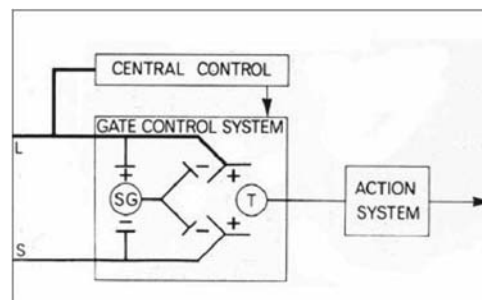 CENTRAL CONTROL
GATE CONTROL SYSTEM
L
+
−
+
SG
T
ACTION
SYSTEM
−
−
+
S